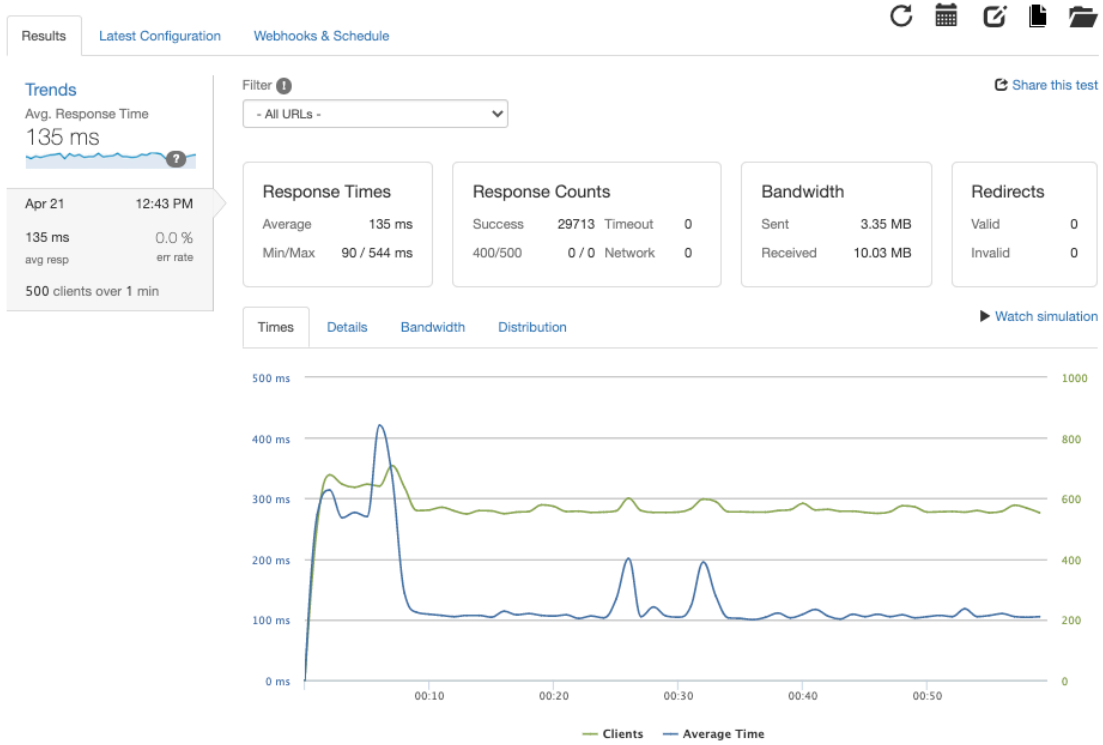 Results Latest Configuration Webhooks & Schedule
Trends
Avg. Response Time
135 ms
?
Apr 21 12:43 PM
135 ms 0.0 %
avg resp err rate
500 clients over 1 min
Filter !
Share this test
- All URLs -
Response Times
Average 135 ms
Min/Max 90 / 544 ms
Response Counts
Success 29713 Timeout 0
400/500 0 / 0 Network 0
Bandwidth
Sent 3.35 MB
Received 10.03 MB
Redirects
Valid 0
Invalid 0
Watch simulation
Times Details Bandwidth Distribution
500 ms 1000
400 ms 800
300 ms 600
200 ms 400
100 ms 200
0 ms 0
00:10 00:20 00:30 00:40 00:50
Clients Average Time